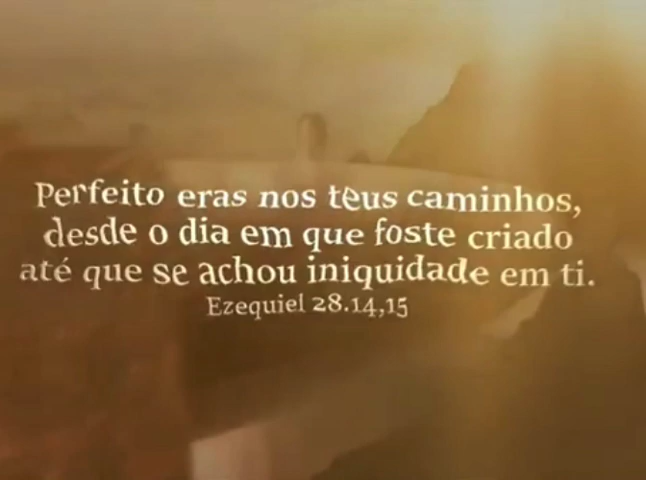 Perfeito eras nos teus caminhos,
desde o dia em que foste criado
até que se achou iniquidade em ti.
Ezequiel 28.14,15